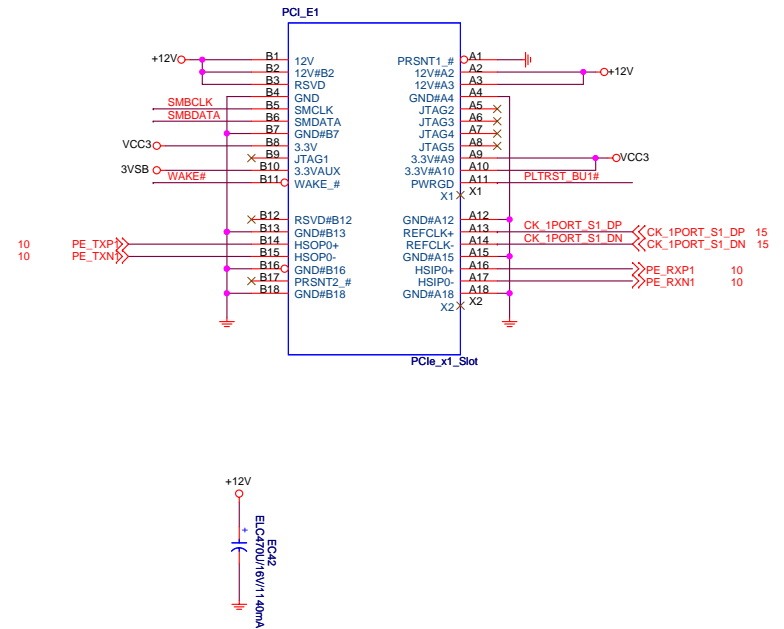 PCI_E1
+12V B1 12V PRSNT1_# A1
B2 12V#B2 12V#A2 A2 +12V
B3 RSVD 12V#A3 A3
B4 GND GND#A4 A4
SMBCLK B5 SMCLK JTAG2 A5
SMBDATA B6 SMDATA JTAG3 A6
B7 GND#B7 JTAG4 A7
VCC3 B8 3.3V JTAG5 A8
B9 JTAG1 3.3V#A9 A9 VCC3
3VSB B10 3.3VAUX 3.3V#A10 A10
WAKE# B11 WAKE_# PWRGD A11 PLTRST_BU1#
X1 X1
B12 RSVD#B12 GND#A12 A12
B13 GND#B13 REFCLK+ A13 CK_1PORT_S1_DP CK_1PORT_S1_DP 15
10 PE_TXP1 B14 HSOP0+ REFCLK- A14 CK_1PORT_S1_DN CK_1PORT_S1_DN 15
10 PE_TXN1 B15 HSOP0- GND#A15 A15
B16 GND#B16 HSIP0+ A16 PE_RXP1 10
B17 PRSNT2_# HSIP0- A17 PE_RXN1 10
B18 GND#B18 GND#A18 A18
X2 X2
PCIe_x1_Slot
+12V
+
EC42
ELC470U/16V/1140mA